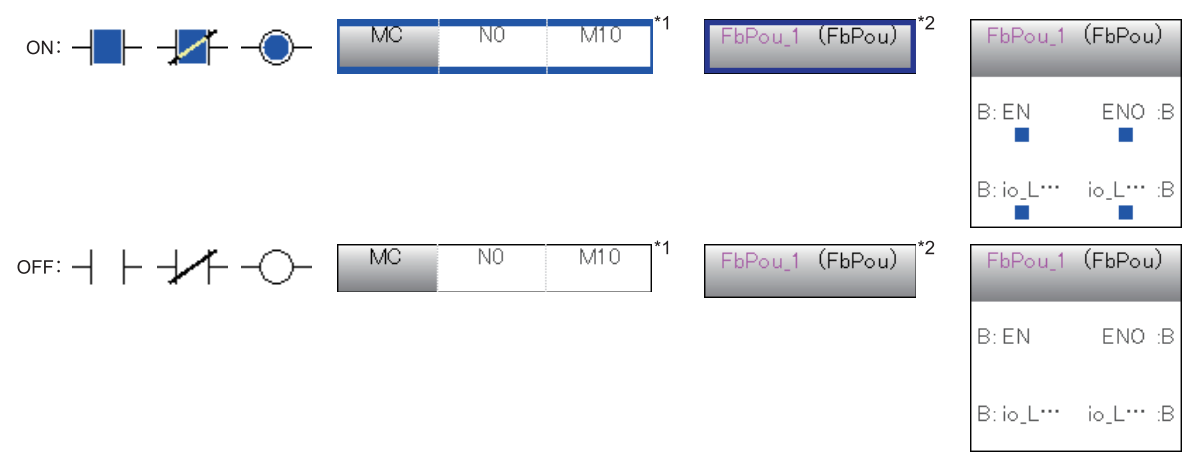 ON: MC N0 M10 *1 FbPou_1 (FbPou) *2 FbPou_1 (FbPou)
B: EN ENO :B
B: io_L··· io_L··· :B
OFF: MC N0 M10 *1 FbPou_1 (FbPou) *2 FbPou_1 (FbPou)
B: EN ENO :B
B: io_L··· io_L··· :B